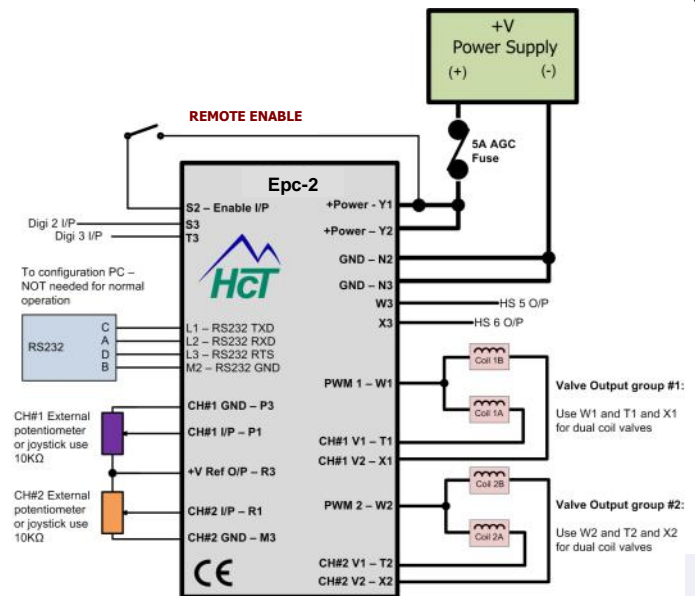 +V
Power Supply
(+) (-)
REMOTE ENABLE
5A AGC
Fuse
Epc-2
S2 – Enable I/P
+Power - Y1
Digi 2 I/P
S3
Digi 3 I/P
T3
+Power – Y2
GND – N2
GND – N3
HCT
To configuration PC –
NOT needed for normal
operation
W3
HS 5 O/P
X3
HS 6 O/P
RS232
C
L1 – RS232 TXD
A
L2 – RS232 RXD
D
L3 – RS232 RTS
B
M2 – RS232 GND
Coil 1B
PWM 1 – W1
Coil 1A
CH#1 V1 – T1
CH#1 V2 – X1
Valve Output group #1:
Use W1 and T1 and X1
for dual coil valves
CH#1 GND – P3
CH#1 External
potentiometer
or joystick use
10KΩ
CH#1 I/P – P1
+V Ref O/P – R3
CH#2 External
potentiometer
or joystick use
10KΩ
CH#2 I/P – R1
CH#2 GND – M3
Coil 2B
PWM 2 – W2
Coil 2A
CH#2 V1 – T2
CH#2 V2 – X2
Valve Output group #2:
Use W2 and T2 and X2
for dual coil valves
CE